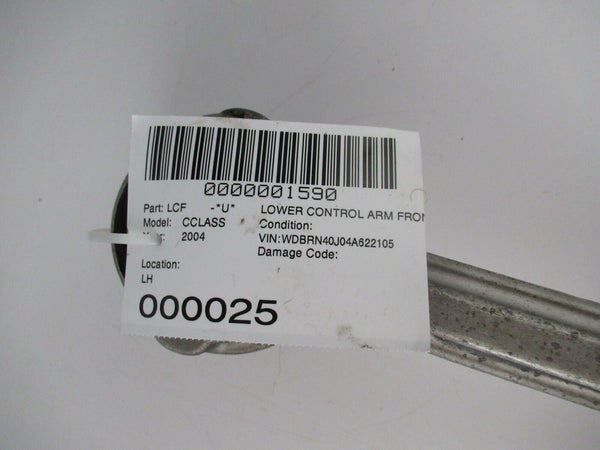 0000001590
Part: LCF -*U* LOWER CONTROL ARM FRON
Model: CCLASS Condition:
2004 VIN:WDBRN40J04A622105
Damage Code:
Location:
LH
000025